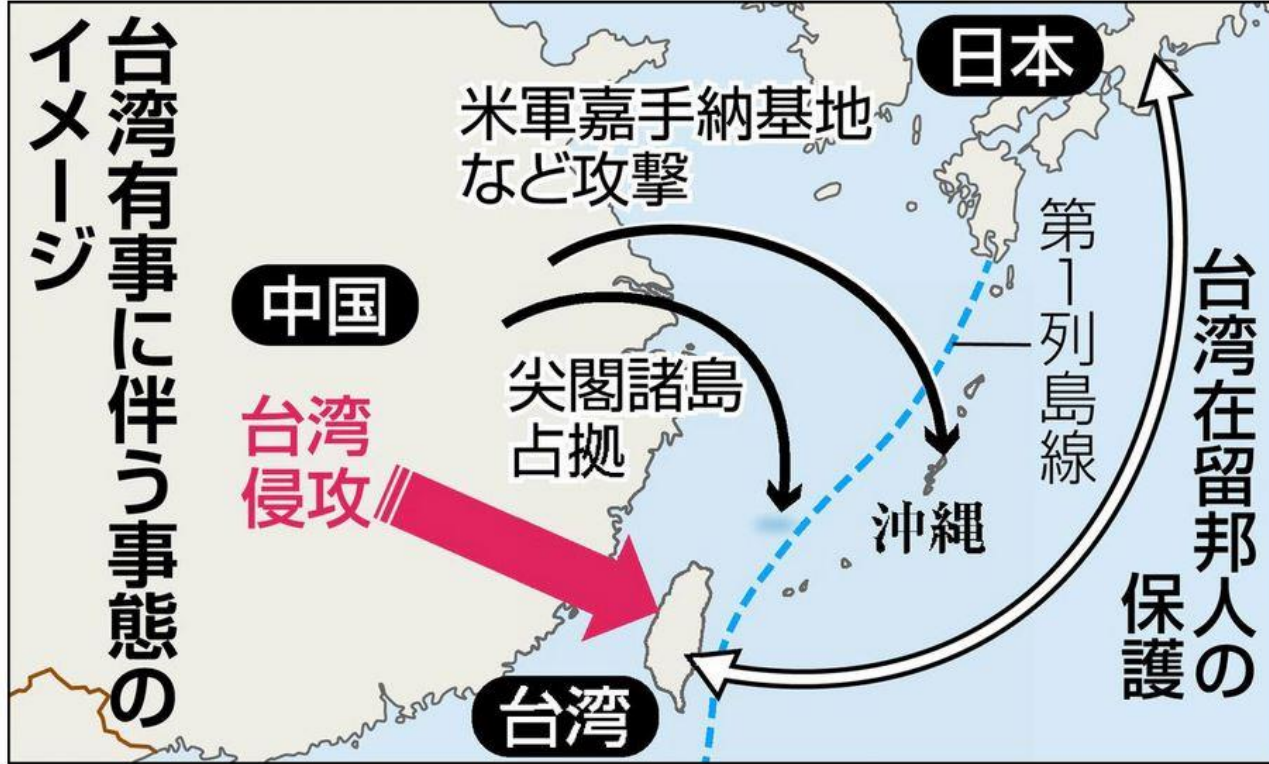 台湾有事に伴う事態の
イメージ
日本
米軍嘉手納基地
など攻撃
第1列島線
中国
尖閣諸島
占拠
台湾
侵攻
沖縄
台湾在留邦人の
保護
台湾